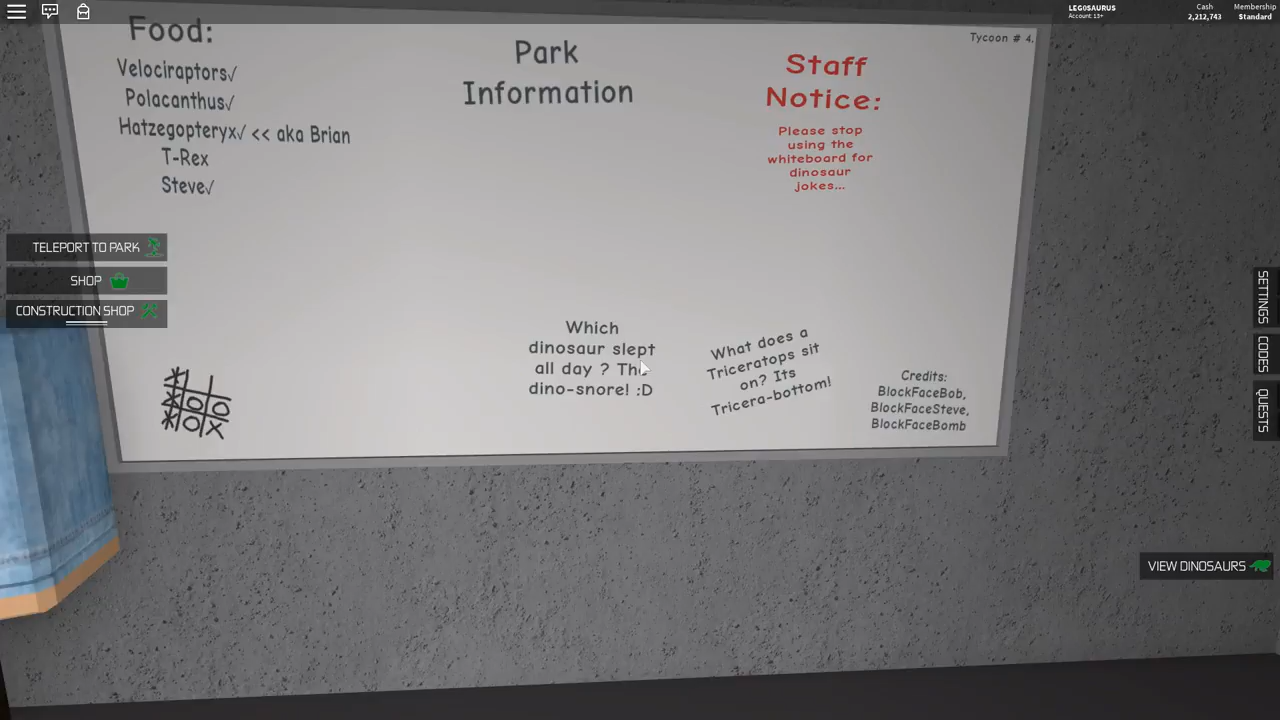 LEGOSAURUS
Account: 13+
Cash
2,212,743
Membership
Standard
Food:
Velociraptors✓
Polacanthus✓
Hatzegopteryx✓ << aka Brian
T-Rex
Steve✓
Park
Information
Staff
Notice:
Please stop
using the
whiteboard for
dinosaur
jokes...
Tycoon # 4.
TELEPORT TO PARK
SHOP
CONSTRUCTION SHOP
Which
dinosaur slept
all day ? The
dino-snore! :D
What does a
Triceratops sit
on? Its
Tricera-bottom!
Credits:
BlockFaceBob,
BlockFaceSteve,
BlockFaceBomb
SETTINGS
CODES
QUESTS
VIEW DINOSAURS